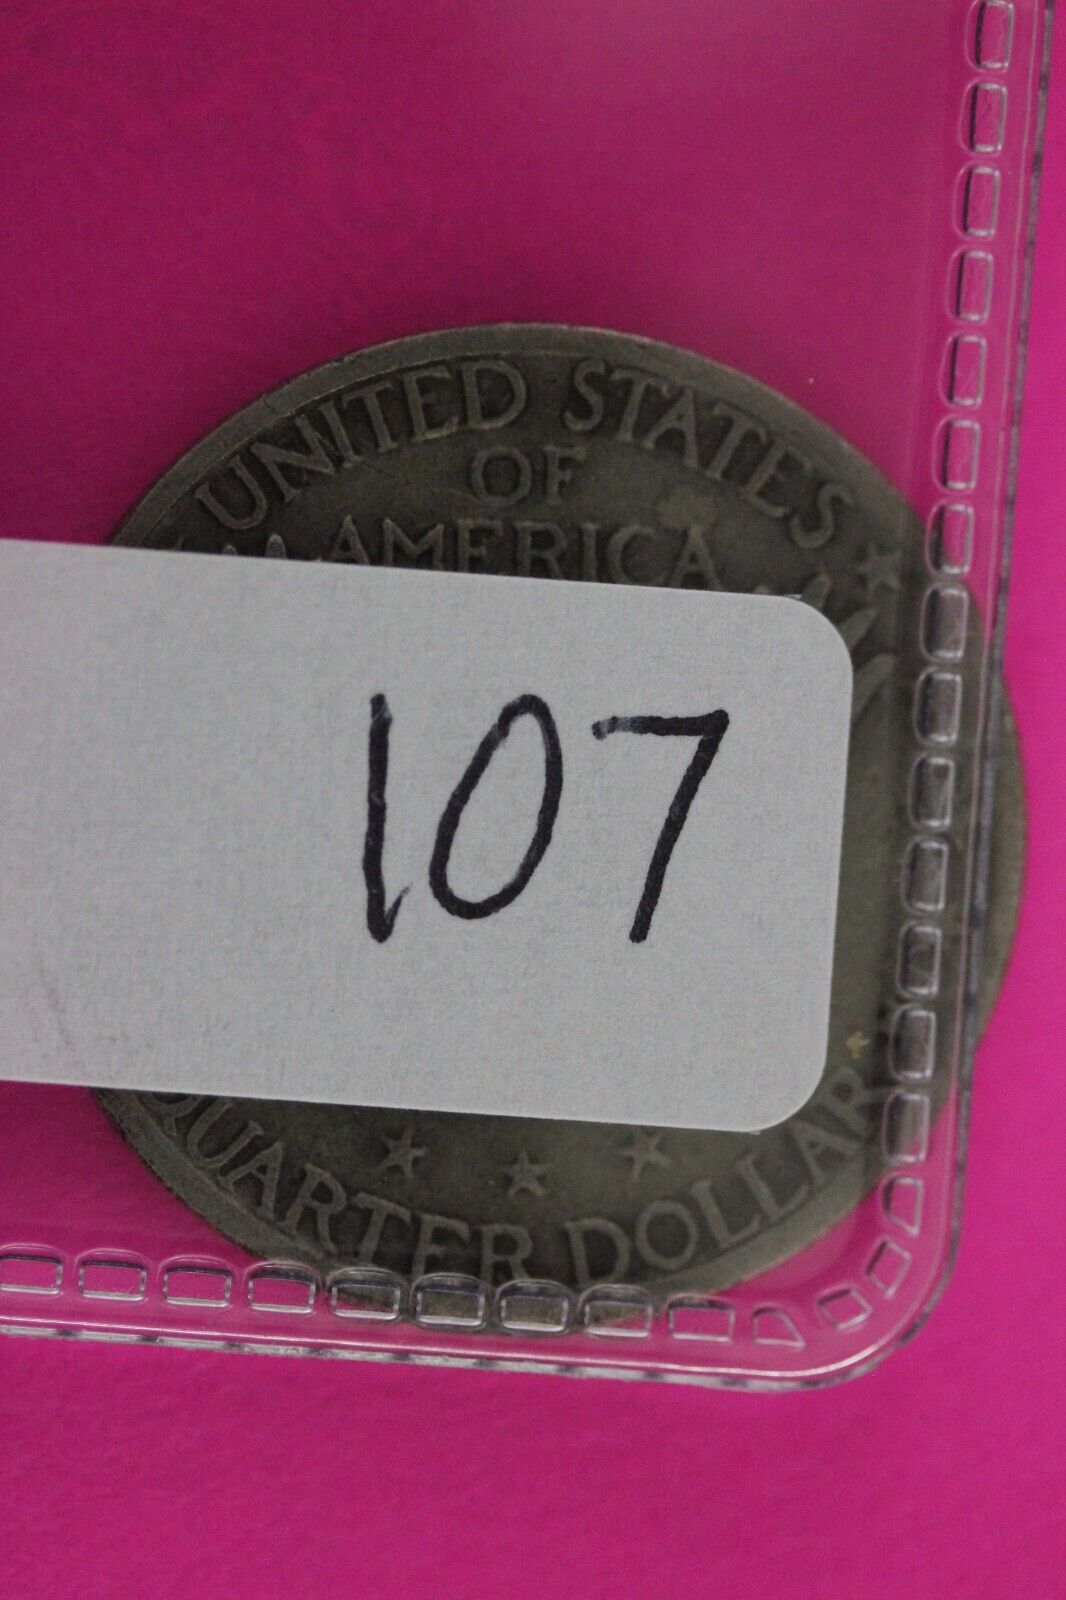 UNITED STATES
OF
AMERICA
107
QUARTER DOLLAR